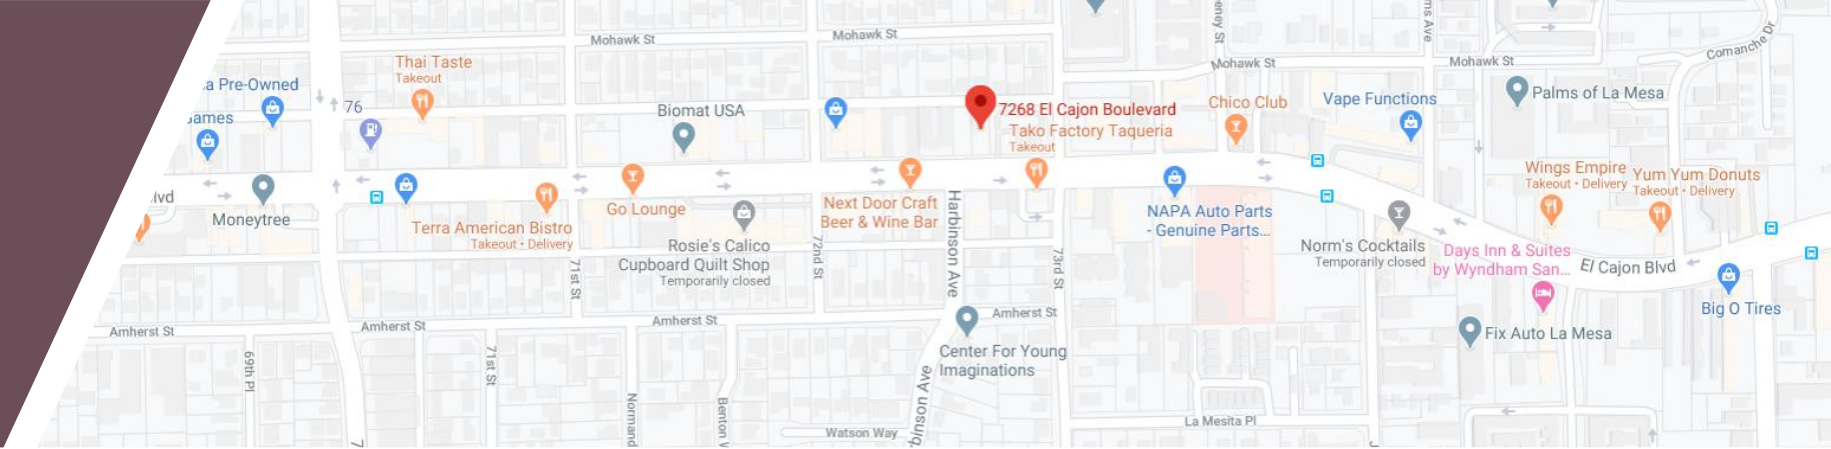 Mohawk St
Mohawk St
Mohawk St
Mohawk St
Comanche Dr
Thai Taste
Takeout
a Pre-Owned
76
Biomat USA
7268 El Cajon Boulevard
Tako Factory Taqueria
Takeout
Chico Club
Vape Functions
Palms of La Mesa
Moneytree
Terra American Bistro
Takeout • Delivery
Go Lounge
Rosie's Calico
Cupboard Quilt Shop
Temporarily closed
Next Door Craft
Beer & Wine Bar
Harbinson Ave
NAPA Auto Parts
- Genuine Parts...
Norm's Cocktails
Temporarily closed
Wings Empire
Takeout • Delivery
Yum Yum Donuts
Takeout • Delivery
Days Inn & Suites
by Wyndham San...
El Cajon Blvd
Big O Tires
Fix Auto La Mesa
71st St
72nd St
73rd St
Amherst St
Amherst St
Amherst St
Amherst St
69th Pl
71st St
Normand
Benton
Center For Young
Imaginations
binson Ave
Watson Way
La Mesita Pl